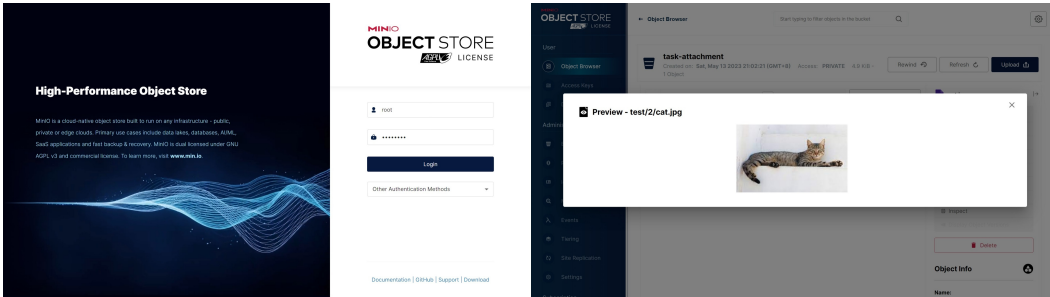 High-Performance Object Store
MinIO is a cloud-native object store built to run on any infrastructure - public,
private or edge clouds. Primary use cases include data lakes, databases, AI/ML,
SaaS applications and fast backup & recovery. MinIO is dual licensed under GNU
AGPL v3 and commercial license. To learn more, visit www.min.io.
MINIO
OBJECT STORE
AGPLv3 LICENSE
root
••••••••
Login
Other Authentication Methods
Documentation | GitHub | Support | Download
OBJECT STORE
LICENSE
User
Object Browser
Access Keys
Events
Tiering
Site Replication
Settings
← Object Browser
Start typing to filter objects in the bucket
task-attachment
Created on: Sat, May 13 2023 21:02:21 (GMT+8) Access: PRIVATE
1 Object
Rewind
Refresh
Upload
Preview - test/2/cat.jpg
Inspect
Delete
Object Info
Name: